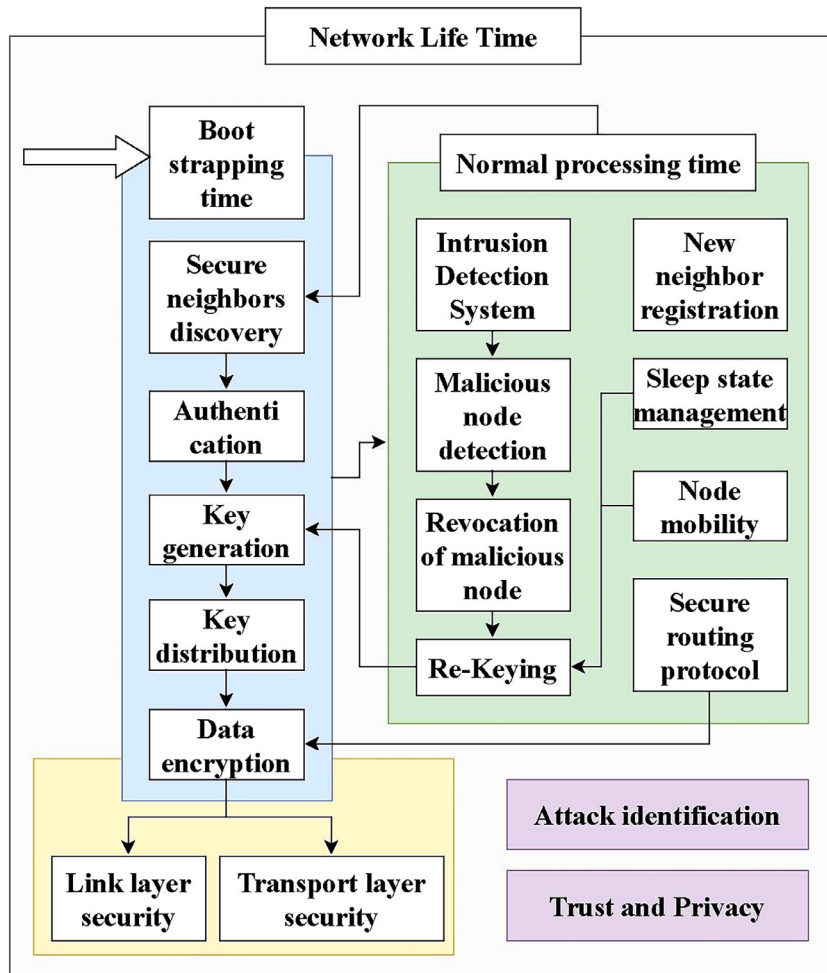 Network Life Time
Boot
strapping
time
Secure
neighbors
discovery
Authenti
cation
Key
generation
Key
distribution
Data
encryption
Link layer
security
Transport layer
security
Normal processing time
Intrusion
Detection
System
Malicious
node
detection
Revocation
of malicious
node
Re-Keying
New
neighbor
registration
Sleep state
management
Node
mobility
Secure
routing
protocol
Attack identification
Trust and Privacy